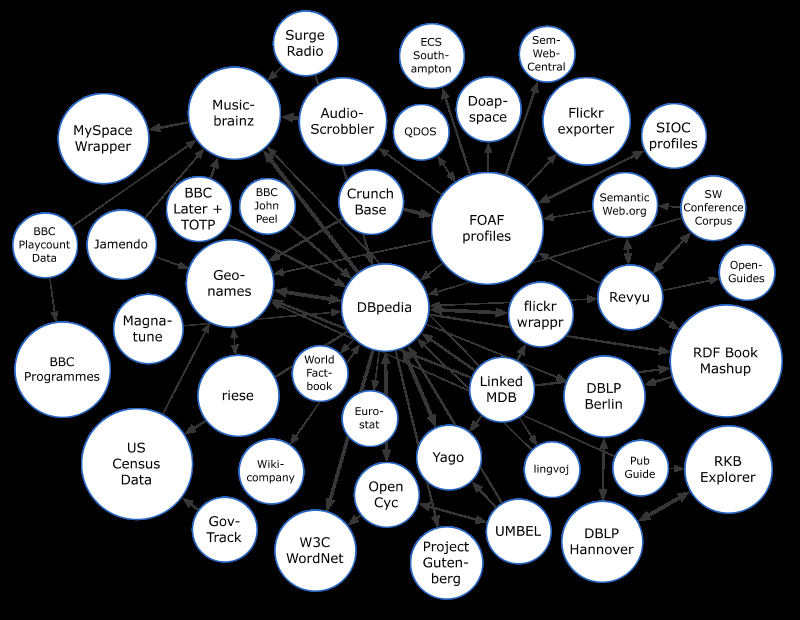 Surge
Radio
ECS
South-
ampton
Sem-
Web-
Central
MySpace
Wrapper
Music-
brainz
Audio-
Scrobbler
QDOS
Doap-
space
Flickr
exporter
SIOC
profiles
BBC
Later +
TOTP
BBC
John
Peel
Crunch
Base
FOAF
profiles
Semantic
Web.org
SW
Conference
Corpus
BBC
Playcount
Data
Jamendo
Geo-
names
DBpedia
flickr
wrappr
Revyu
Open-
Guides
Magna-
tune
BBC
Programmes
riese
World
Fact-
book
Linked
MDB
DBLP
Berlin
RDF Book
Mashup
US
Census
Data
Euro-
stat
Wiki-
company
Yago
lingvoj
Pub
Guide
RKB
Explorer
Gov-
Track
W3C
WordNet
Open
Cyc
Project
Guten-
berg
UMBEL
DBLP
Hannover